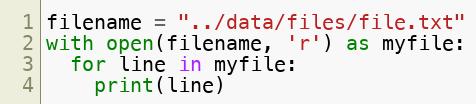 1 filename = "../data/files/file.txt"
2 with open(filename, 'r') as myfile:
3   for line in myfile:
4     print(line)